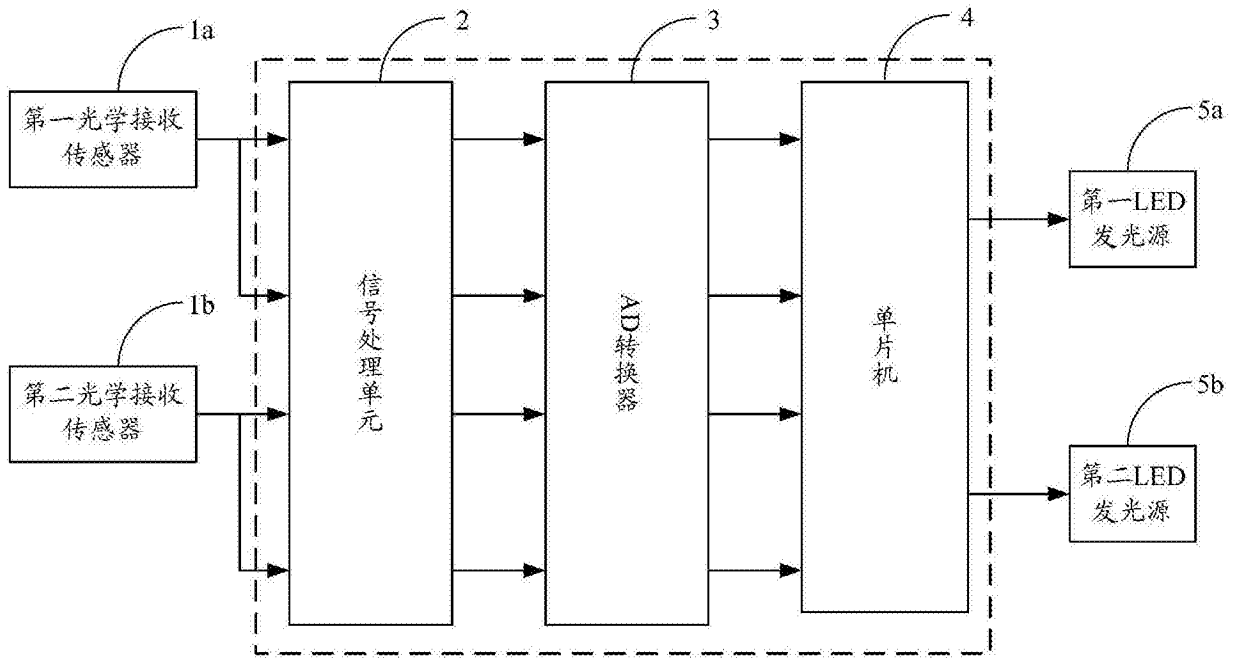 1a
2
3
4
第一光学接收
传感器
5a
第一LED
发光源
信号处理单元
AD转换器
单片机
1b
第二光学接收
传感器
5b
第二LED
发光源